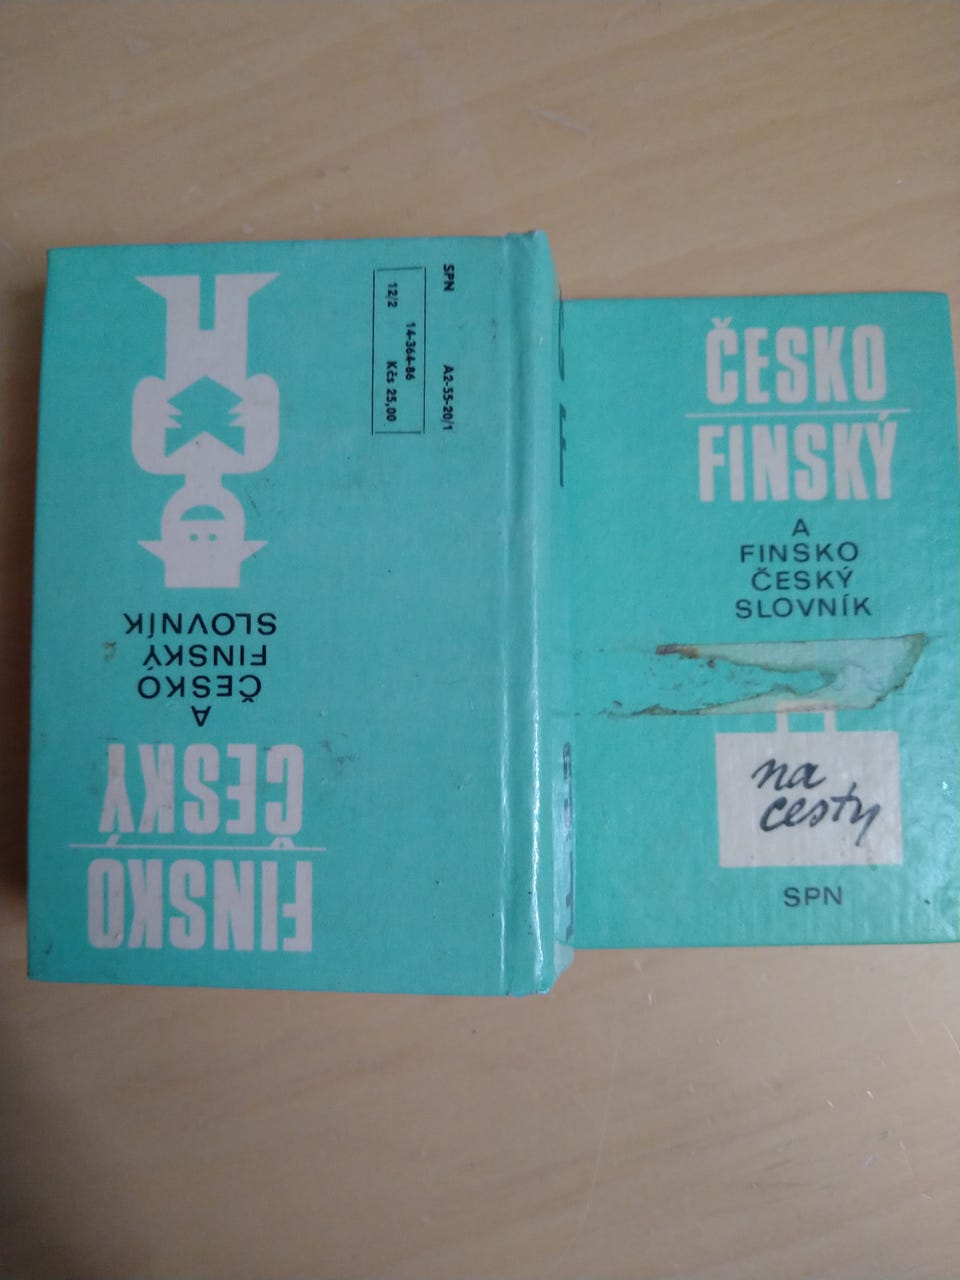 FINSKO
ČESKÝ
A
ČESKO
FINSKÝ
SLOVNÍK
SPN A2-55-20/1
14-364-86
12/2 Kčs 25,00
ČESKO
FINSKÝ
A
FINSKO
ČESKÝ
SLOVNÍK
na
cesty
SPN